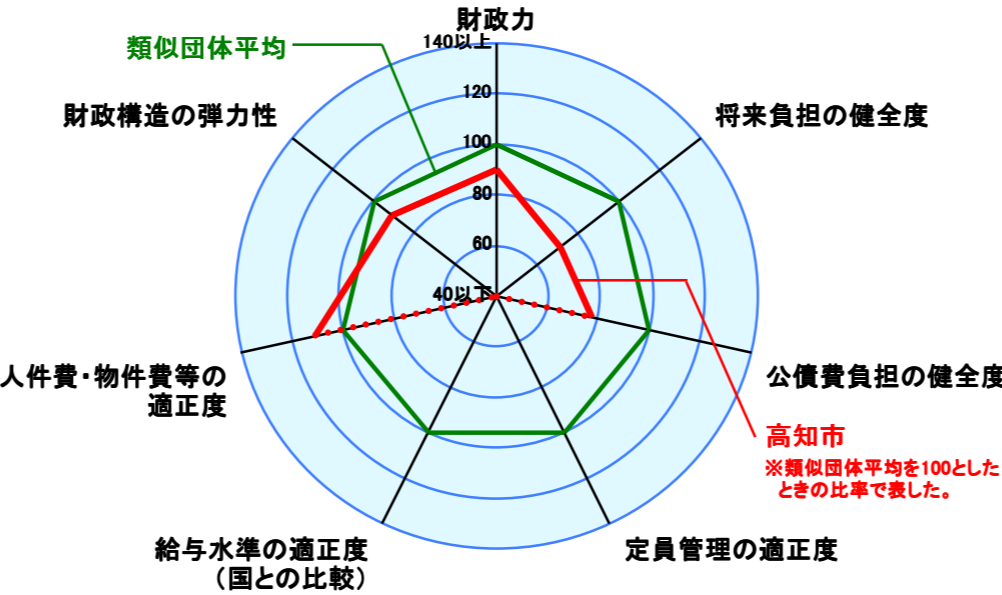 財政力
類似団体平均
140以上
120
100
80
60
40以下
財政構造の弾力性
将来負担の健全度
人件費・物件費等の
適正度
公債費負担の健全度
高知市
※類似団体平均を100とした
ときの比率で表した。
給与水準の適正度
(国との比較)
定員管理の適正度